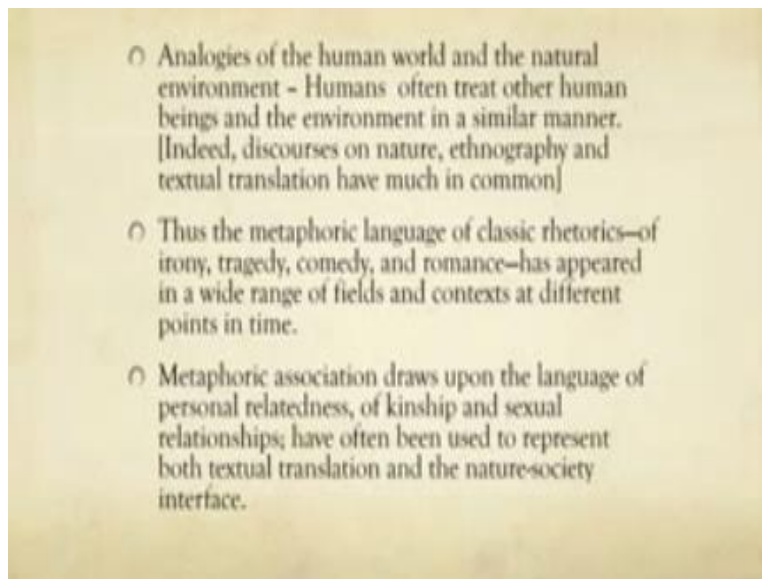 Analogies of the human world and the natural
environment - Humans often treat other human
beings and the environment in a similar manner.
[Indeed, discourses on nature, ethnography and
textual translation have much in common]
Thus the metaphoric language of classic rhetorics—of
irony, tragedy, comedy, and romance—has appeared
in a wide range of fields and contexts at different
points in time.
Metaphoric association draws upon the language of
personal relatedness, of kinship and sexual
relationships; have often been used to represent
both textual translation and the nature-society
interface.